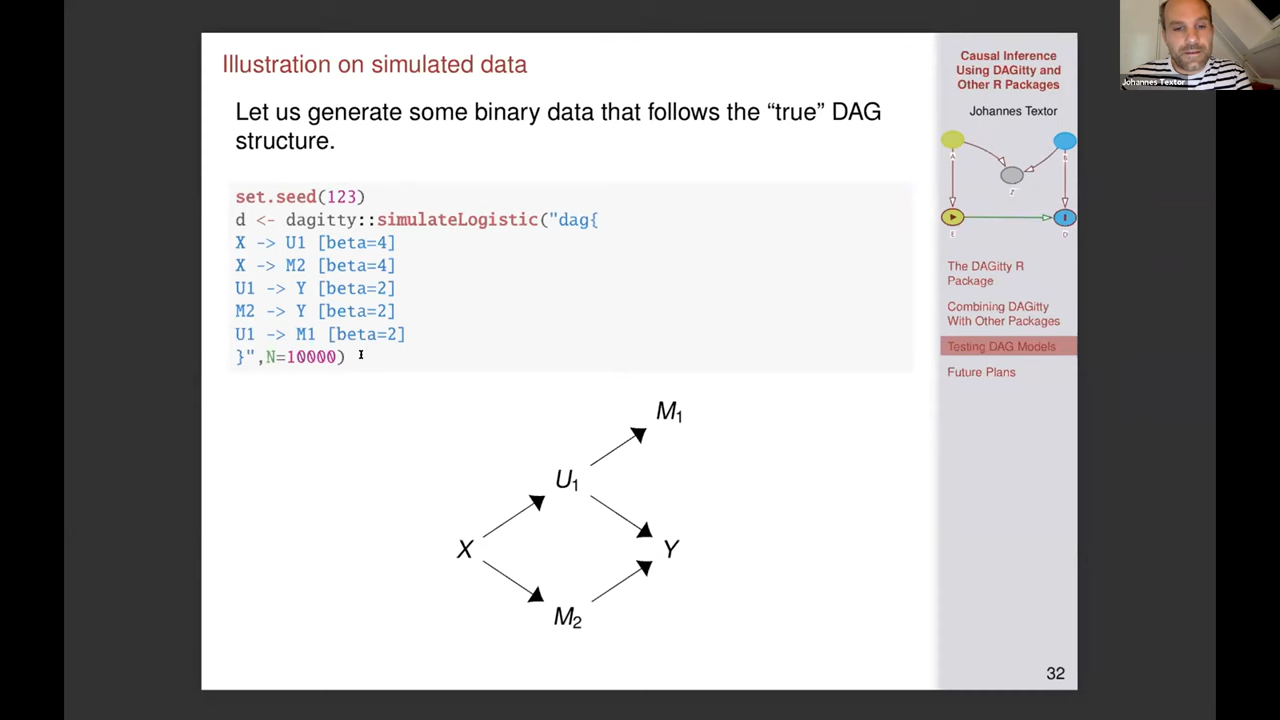 Illustration on simulated data
Let us generate some binary data that follows the “true” DAG
structure.
set.seed(123)
d <- dagitty::simulateLogistic("dag{
X -> U1 [beta=4]
X -> M2 [beta=4]
U1 -> Y [beta=2]
M2 -> Y [beta=2]
U1 -> M1 [beta=2]
}",N=10000)
M1
U1
X
Y
M2
Causal Inference
Using DAGitty and
Other R Packages
Johannes Textor
A
B
Z
E
D
The DAGitty R
Package
Combining DAGitty
With Other Packages
Testing DAG Models
Future Plans
32
Johannes Textor